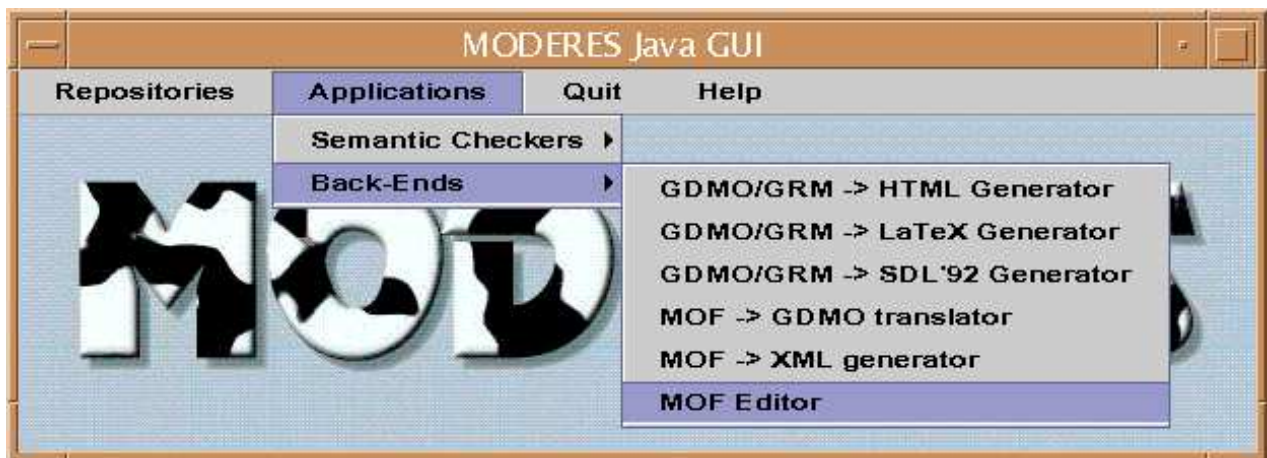 MODERES Java GUI
Repositories Applications Quit Help
Semantic Checkers
Back-Ends
GDMO/GRM -> HTML Generator
GDMO/GRM -> LaTeX Generator
GDMO/GRM -> SDL'92 Generator
MOF -> GDMO translator
MOF -> XML generator
MOF Editor
MOD